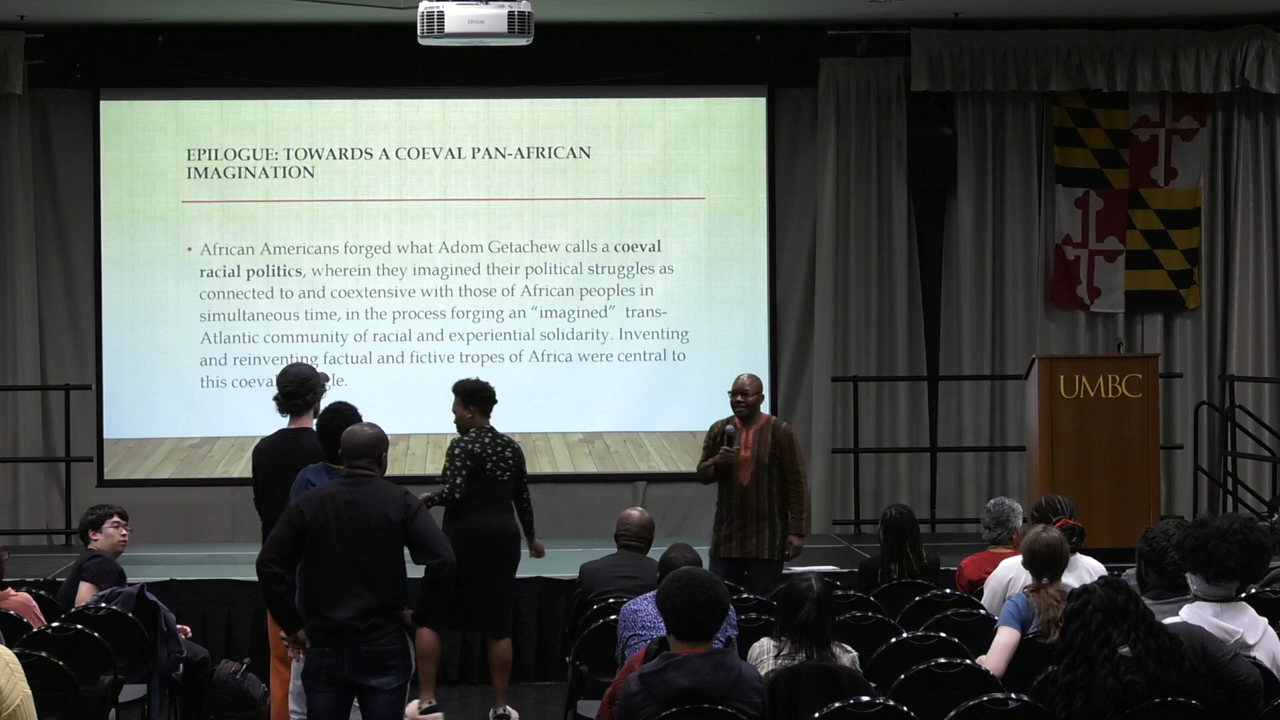 EPSON
EPILOGUE: TOWARDS A COEVAL PAN-AFRICAN
IMAGINATION
• African Americans forged what Adom Getachew calls a coeval
racial politics, wherein they imagined their political struggles as
connected to and coextensive with those of African peoples in
simultaneous time, in the process forging an “imagined” trans-
Atlantic community of racial and experiential solidarity. Inventing
and reinventing factual and fictive tropes of Africa were central to
this coeval
UMBC